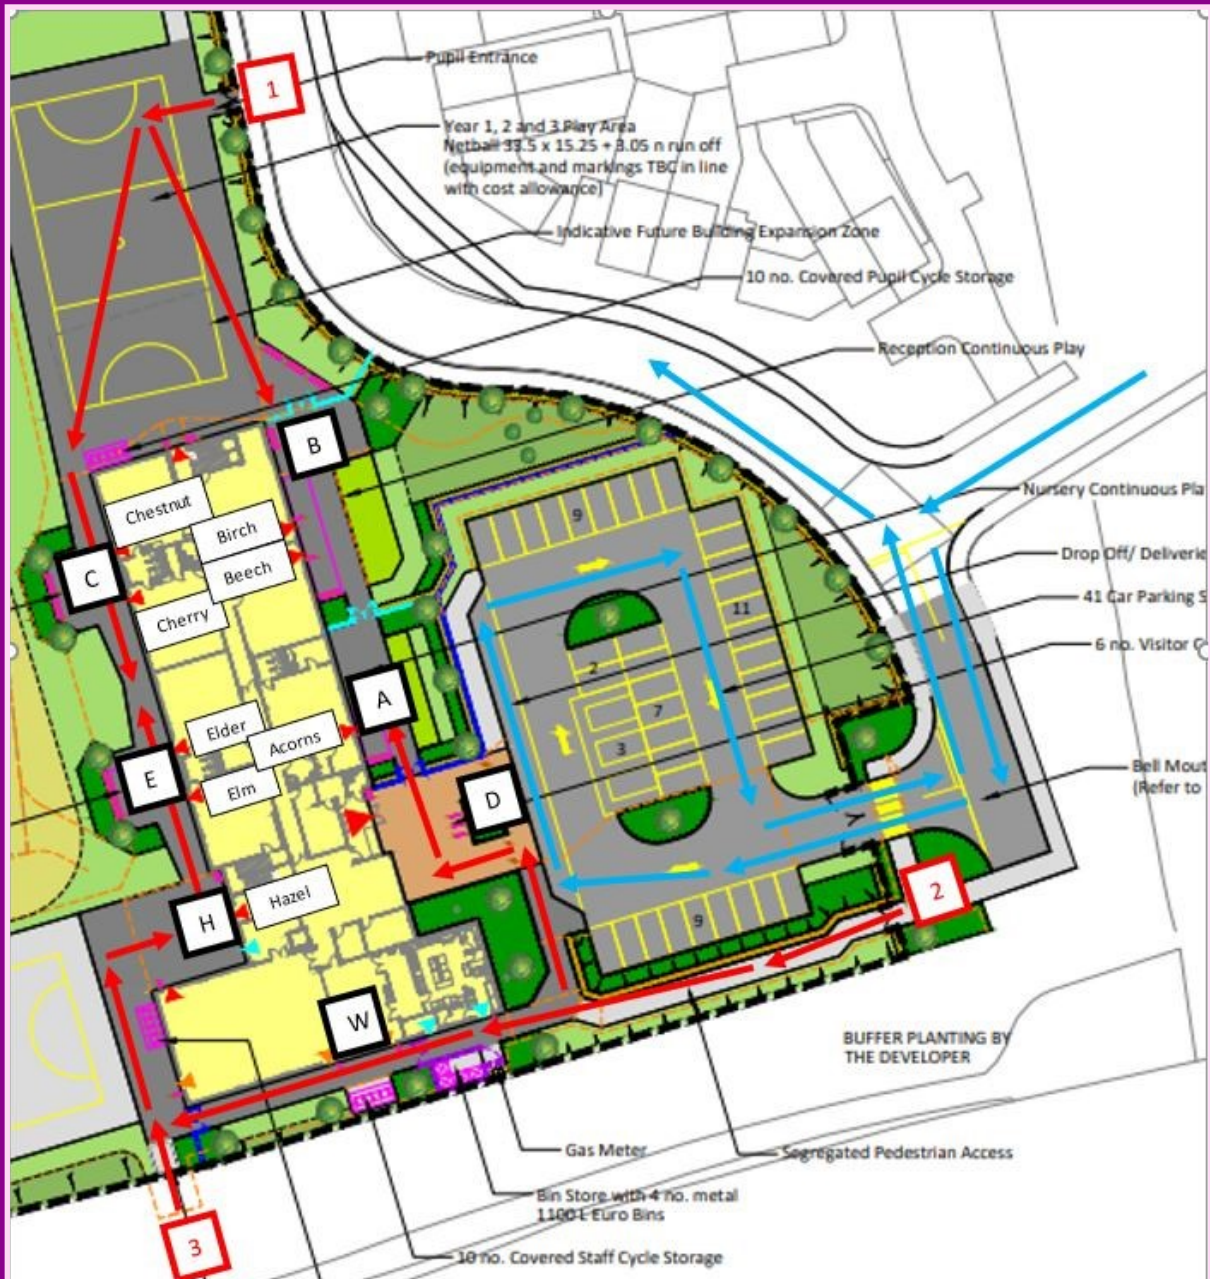 1
Pupil Entrance
Year 1, 2 and 3 Play Area
Netball 33.5 x 15.25 + 3.05 n run off
(equipment and markings TBC in line
with cost allowance)
Indicative Future Building Expansion Zone
10 no. Covered Pupil Cycle Storage
Reception Continuous Play
B
Chestnut
Birch
Nursery Continuous Pla
9
Drop Off/ Deliverie
C
Beech
41 Car Parking S
11
Cherry
6 no. Visitor C
2
A
Elder
Acorns
7
3
E
Elm
D
Bell Mout
(Refer to
Hazel
H
2
9
W
BUFFER PLANTING BY
THE DEVELOPER
Gas Meter
Segregated Pedestrian Access
Bin Store with 4 no. metal
1100 L Euro Bins
3
10 no. Covered Staff Cycle Storage